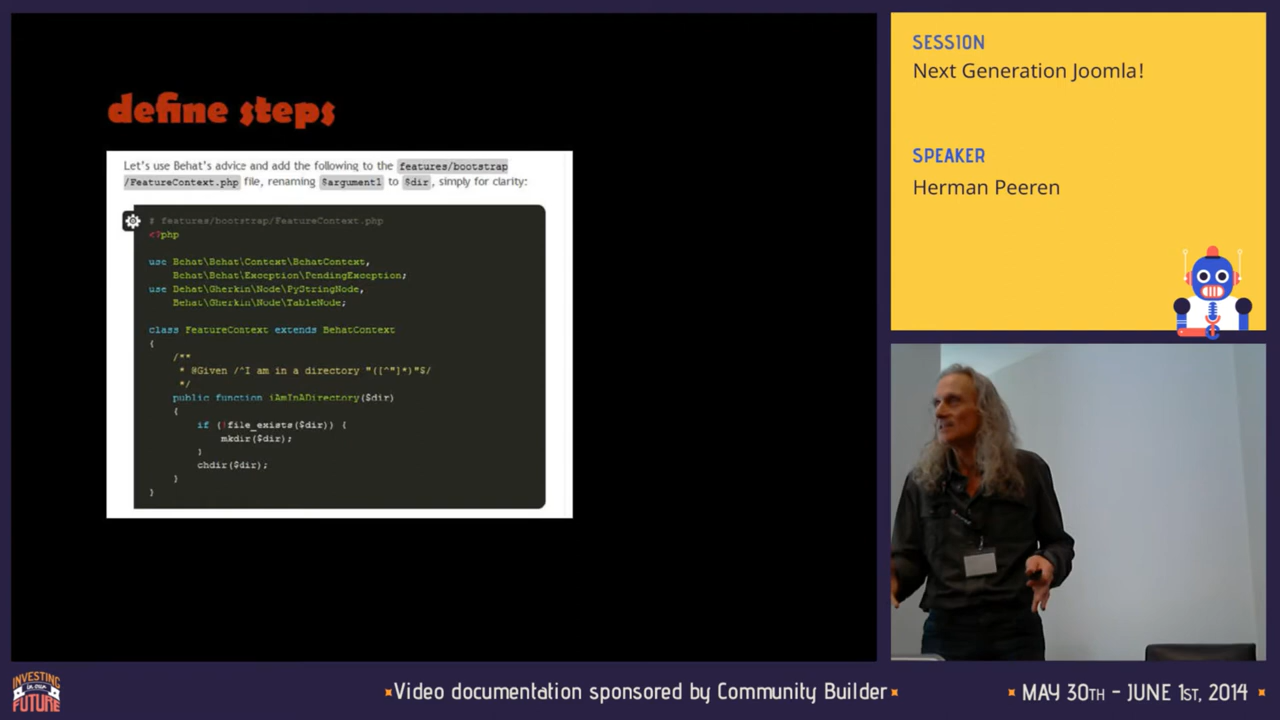 define steps
Let's use Behat's advice and add the following to the features/bootstrap
/FeatureContext.php file, renaming $argument1 to $dir, simply for clarity:
# features/bootstrap/FeatureContext.php
<?php
use Behat\Behat\Context\BehatContext,
Behat\Behat\Exception\PendingException;
use Behat\Gherkin\Node\PyStringNode,
Behat\Gherkin\Node\TableNode;
class FeatureContext extends BehatContext
{
/**
* @Given /^I am in a directory "([^"]*)"$/
*/
public function iAmInADirectory($dir)
{
if (!file_exists($dir)) {
mkdir($dir);
}
chdir($dir);
}
}
SESSION
Next Generation Joomla!
SPEAKER
Herman Peeren
INVESTING
IN OUR
FUTURE
Video documentation sponsored by Community Builder
MAY 30TH - JUNE 1ST, 2014